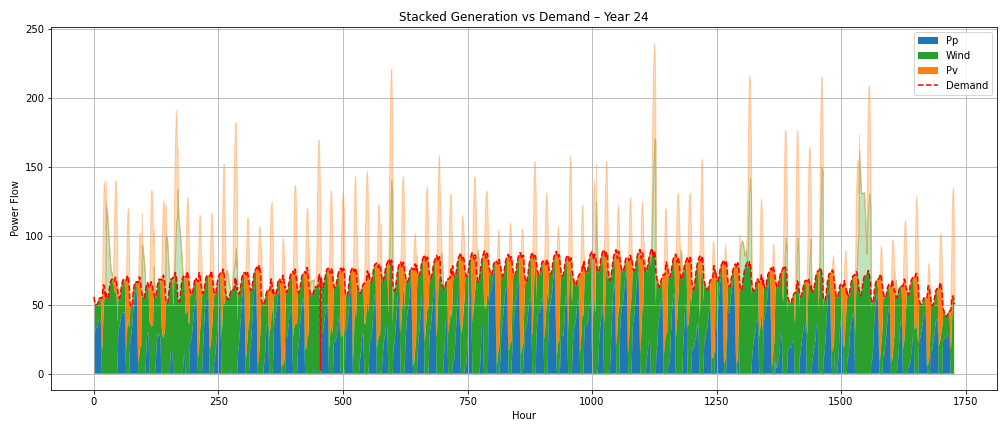 Stacked Generation vs Demand – Year 24
250
200
150
100
50
0
Power Flow
Pp
Wind
Pv
Demand
0
250
500
750
1000
1250
1500
1750
Hour